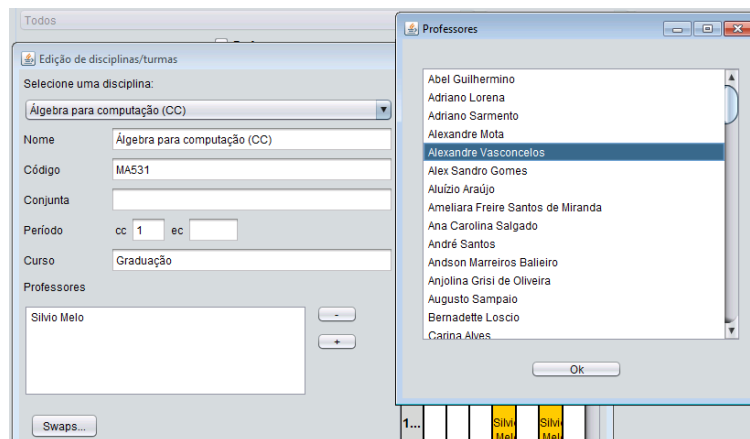 Todos
Edição de disciplinas/turmas
Selecione uma disciplina:
Álgebra para computação (CC)
Nome
Álgebra para computação (CC)
Código
MA531
Conjunta
Período
cc 1 ec
Curso
Graduação
Professores
Silvio Melo
-
+
Swaps...
Professores
Abel Guilhermino
Adriano Lorena
Adriano Sarmento
Alexandre Mota
Alexandre Vasconcelos
Alex Sandro Gomes
Aluízio Araújo
Ameliara Freire Santos de Miranda
Ana Carolina Salgado
André Santos
Andson Marreiros Balieiro
Anjolina Grisi de Oliveira
Augusto Sampaio
Bernadette Loscio
Carina Alves
Ok
1...